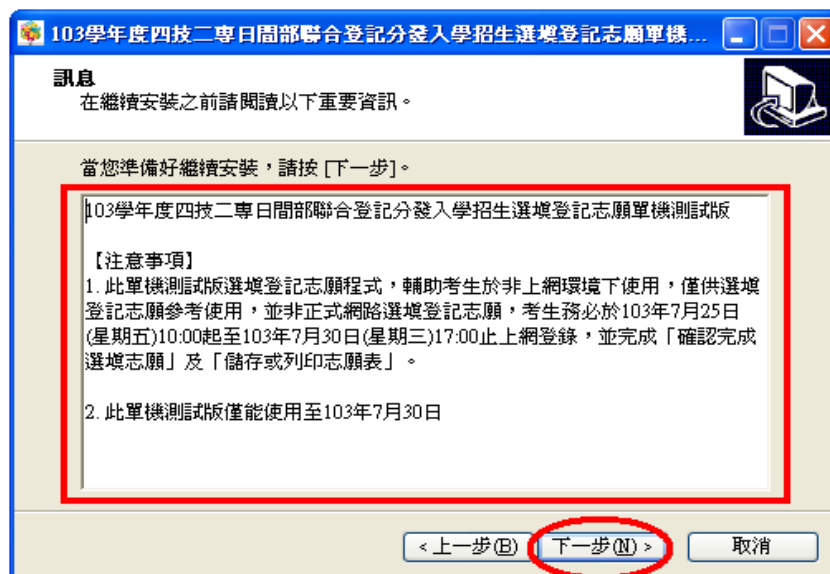 103學年度四技二專日間部聯合登記分發入學招生選填登記志願單機...
訊息
在繼續安裝之前請閱讀以下重要資訊。
當您準備好繼續安裝，請按 [下一步]。
103學年度四技二專日間部聯合登記分發入學招生選填登記志願單機測試版
【注意事項】
1. 此單機測試版選填登記志願程式，輔助考生於非上網環境下使用，僅供選填
登記志願參考使用，並非正式網路選填登記志願，考生務必於103年7月25日
(星期五)10:00起至103年7月30日(星期三)17:00止上網登錄，並完成「確認完成
選填志願」及「儲存或列印志願表」。
2. 此單機測試版僅能使用至103年7月30日
< 上一步(B) 下一步(N) > 取消